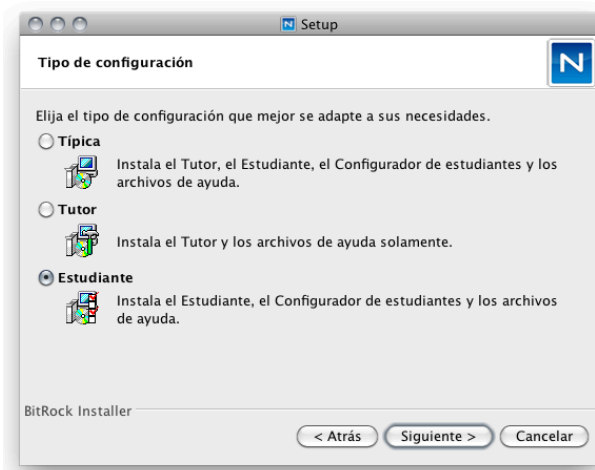 Setup
Tipo de configuración
N
Elija el tipo de configuración que mejor se adapte a sus necesidades.
Típica
Instala el Tutor, el Estudiante, el Configurador de estudiantes y los
archivos de ayuda.
Tutor
Instala el Tutor y los archivos de ayuda solamente.
Estudiante
Instala el Estudiante, el Configurador de estudiantes y los archivos
de ayuda.
BitRock Installer
< Atrás Siguiente > Cancelar